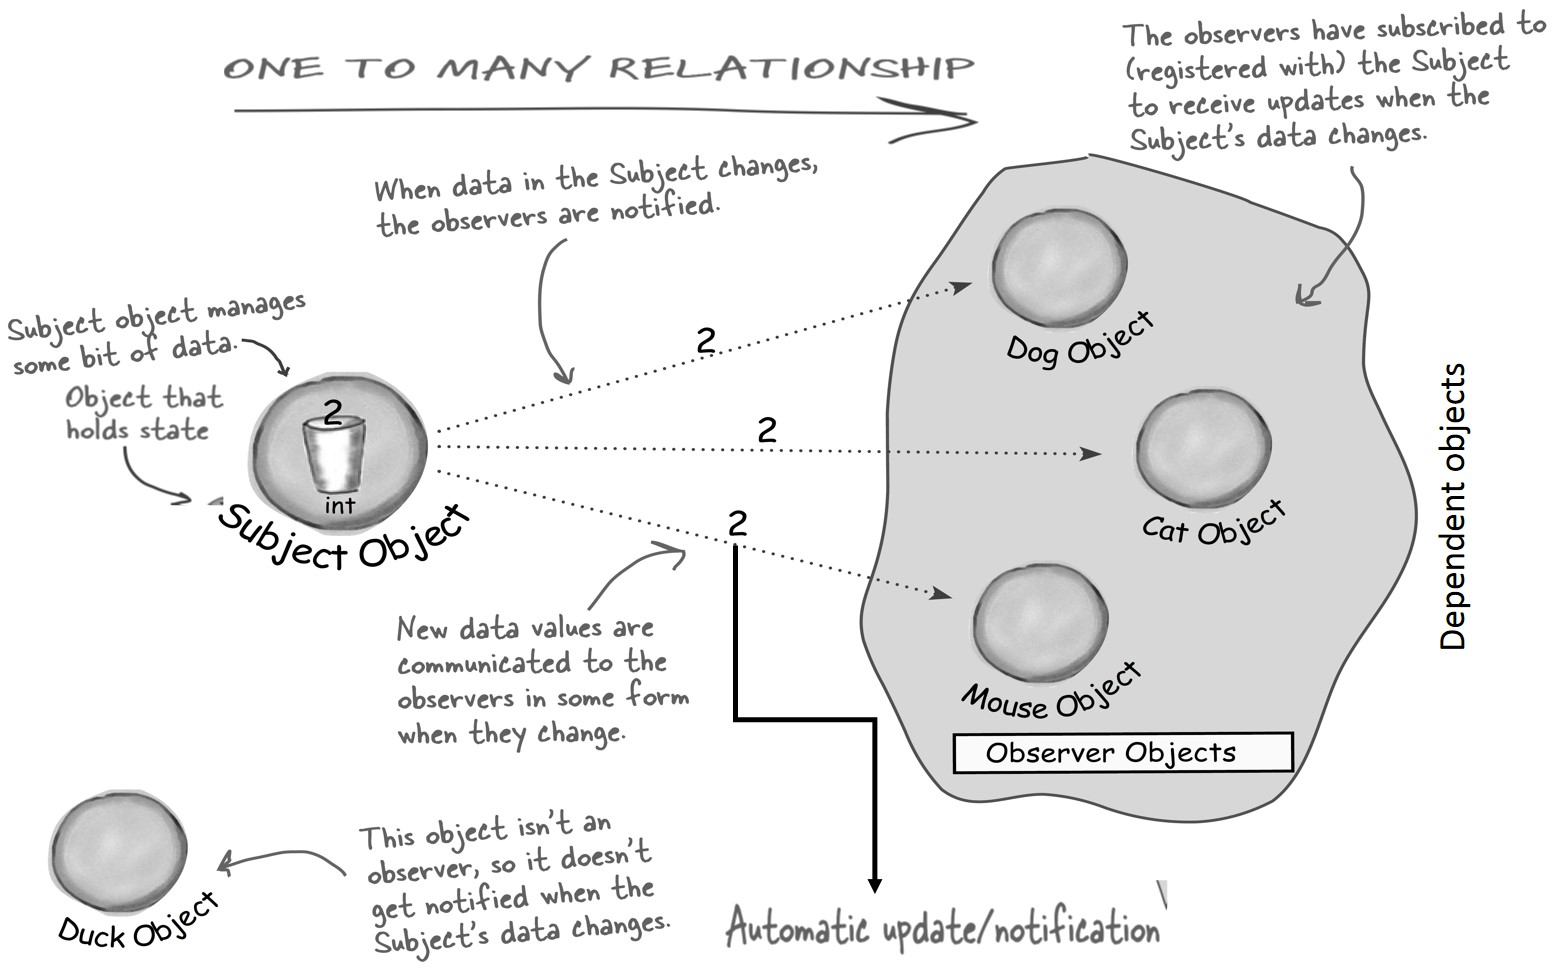 ONE TO MANY RELATIONSHIP
The observers have subscribed to
(registered with) the Subject
to receive updates when the
Subject's data changes.
When data in the Subject changes,
the observers are notified.
Subject object manages
some bit of data.
Object that
holds state
2
int
Subject Object
2
2
2
Dog Object
Cat Object
Mouse Object
Observer Objects
Dependent objects
New data values are
communicated to the
observers in some form
when they change.
Duck Object
This object isn't an
observer, so it doesn't
get notified when the
Subject's data changes.
Automatic update/notification